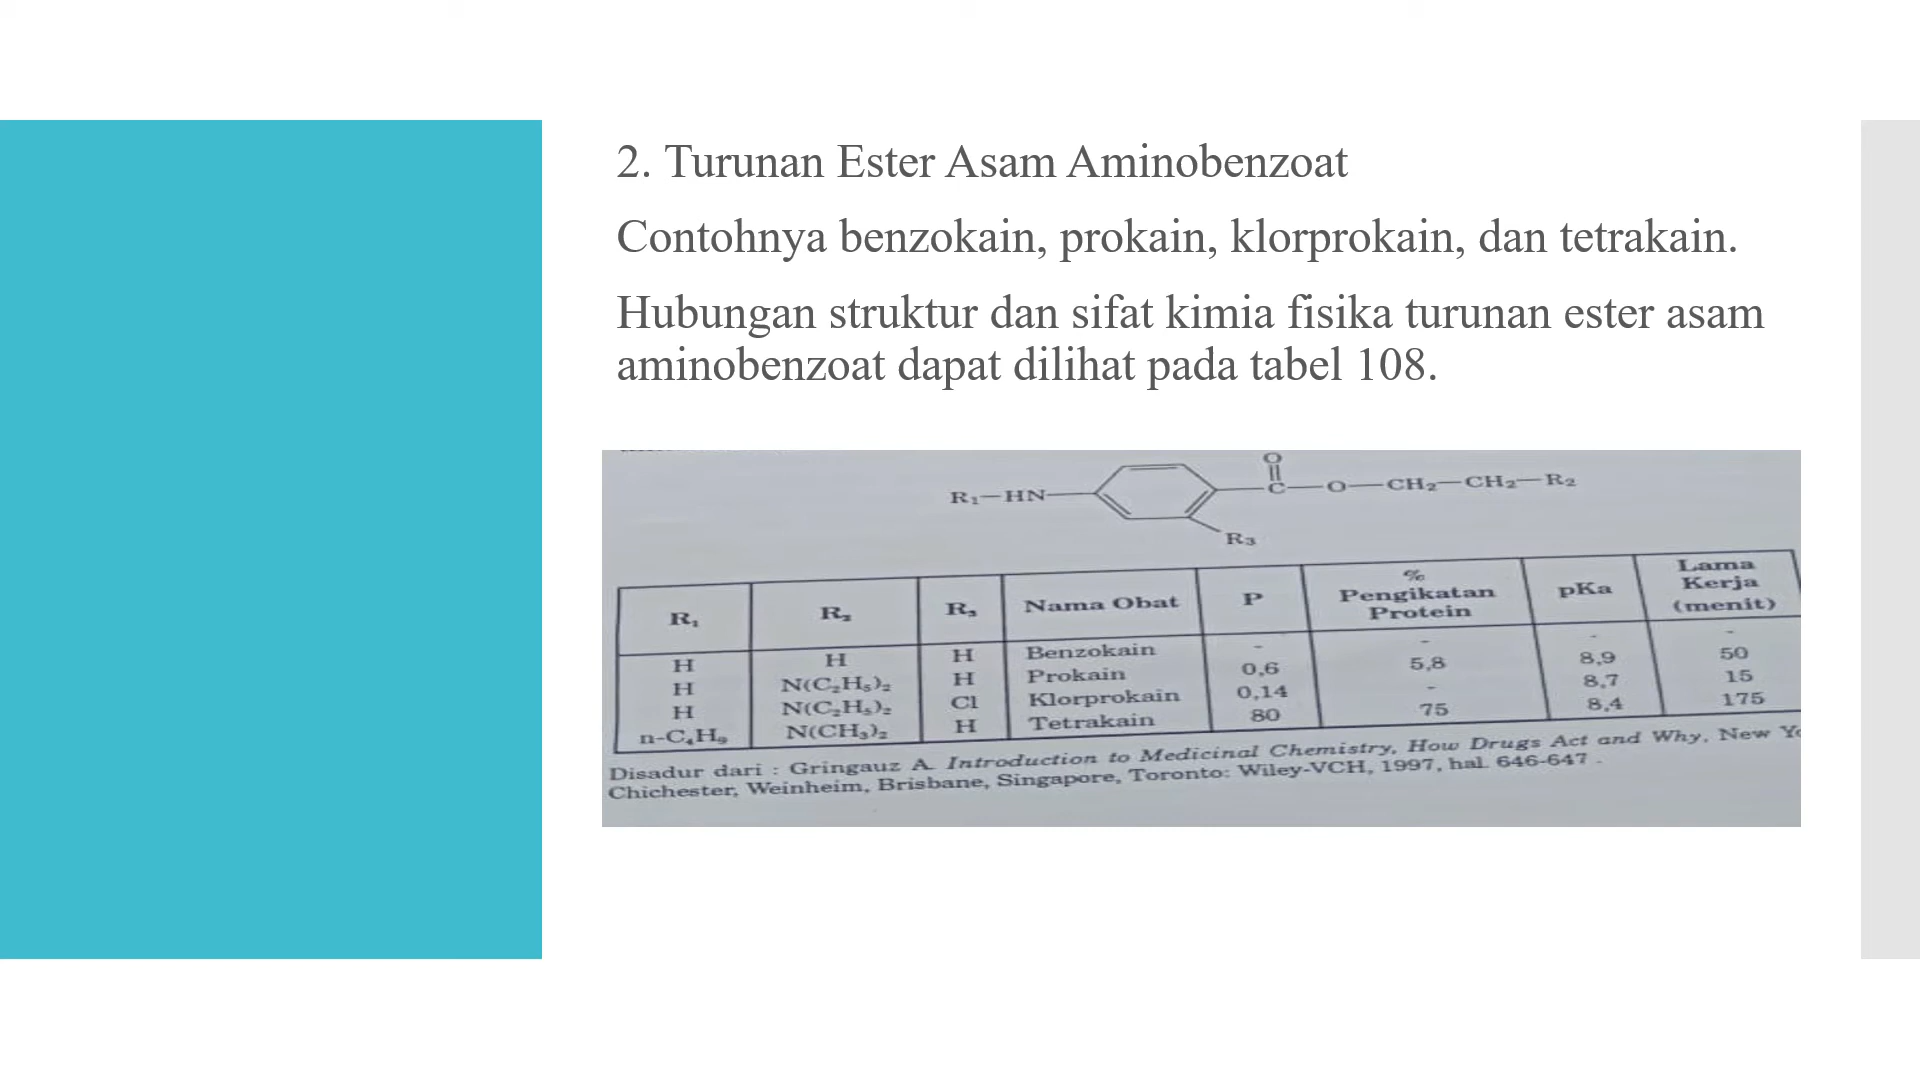 2. Turunan Ester Asam Aminobenzoat
Contohnya benzokain, prokain, klorprokain, dan tetrakain.
Hubungan struktur dan sifat kimia fisika turunan ester asam
aminobenzoat dapat dilihat pada tabel 108.
O
R₁—HN C—O—CH₂—CH₂—R₂
R₃
R₁ R₂ R₃ Nama Obat P % Pengikatan Protein pKa Lama Kerja (menit)
H H H Benzokain - - - -
H N(C₂H₅)₂ H Prokain 0,6 5,8 8,9 50
H N(C₂H₅)₂ Cl Klorprokain 0,14 - 8,7 15
n-C₄H₉ N(CH₃)₂ H Tetrakain 80 75 8,4 175
Disadur dari : Gringauz A. Introduction to Medicinal Chemistry, How Drugs Act and Why, New Yo
Chichester, Weinheim, Brisbane, Singapore, Toronto: Wiley-VCH, 1997, hal. 646-647 .